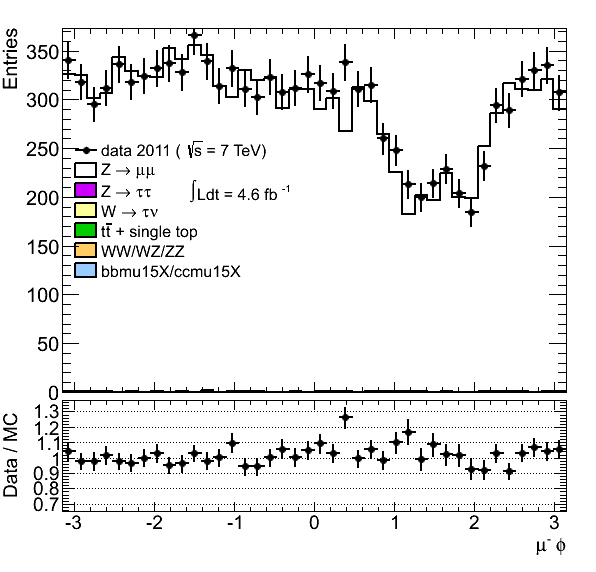 Entries
350
300
250
200
150
100
50
0
data 2011 ( √s = 7 TeV)
Z → μμ
Z → ττ
∫Ldt = 4.6 fb⁻¹
W → τν
tt̄ + single top
WW/WZ/ZZ
bbmu15X/ccmu15X
Data / MC
1.3
1.2
1.1
1
0.9
0.8
0.7
-3 -2 -1 0 1 2 3
μ⁻ ϕ